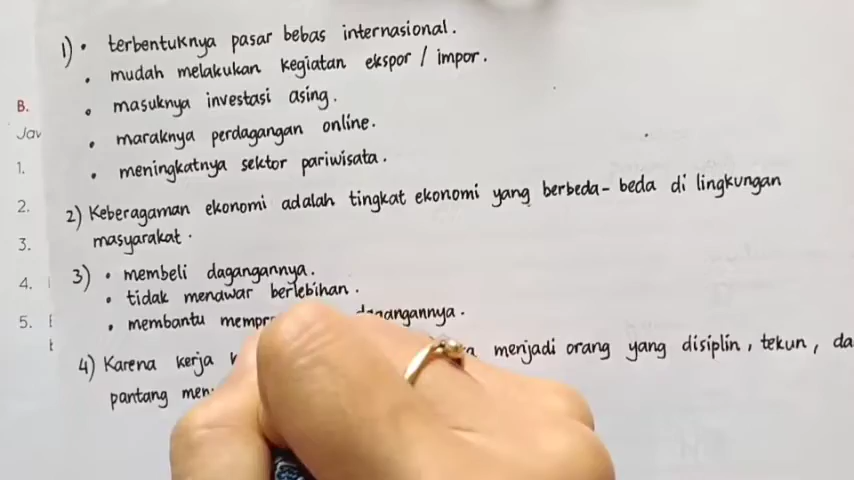 1) • terbentuknya pasar bebas internasional.
• mudah melakukan kegiatan ekspor / impor.
• masuknya investasi asing.
• maraknya perdagangan online.
• meningkatnya sektor pariwisata.
2) Keberagaman ekonomi adalah tingkat ekonomi yang berbeda-beda di lingkungan
masyarakat.
3) • membeli dagangannya.
• tidak menawar berlebihan.
• membantu dagangannya.
4) Karena kerja menjadi orang yang disiplin, tekun,
pantang
B.
1.
2.
3.
4.
5.